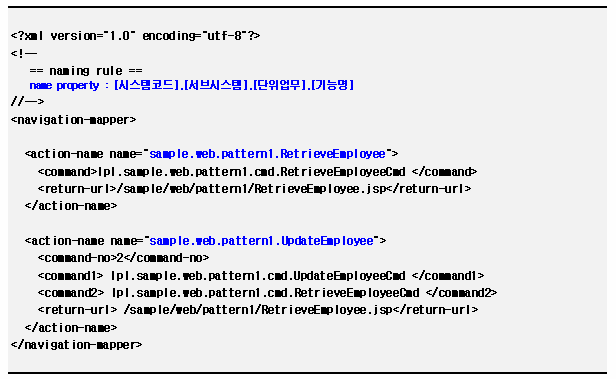 <?xml version="1.0" encoding="utf-8"?>
<!--
== naming rule ==
name property : [시스템코드].[서브시스템].[단위업무].[기능명]
//-->
<navigation-mapper>
<action-name name="sample.web.pattern1.RetrieveEmployee">
<command>lpl.sample.web.pattern1.cmd.RetrieveEmployeeCmd </command>
<return-url>/sample/web/pattern1/RetrieveEmployee.jsp</return-url>
</action-name>
<action-name name="sample.web.pattern1.UpdateEmployee">
<command-no>2</command-no>
<command1> lpl.sample.web.pattern1.cmd.UpdateEmployeeCmd </command1>
<command2> lpl.sample.web.pattern1.cmd.RetrieveEmployeeCmd </command2>
<return-url> /sample/web/pattern1/RetrieveEmployee.jsp</return-url>
</action-name>
</navigation-mapper>